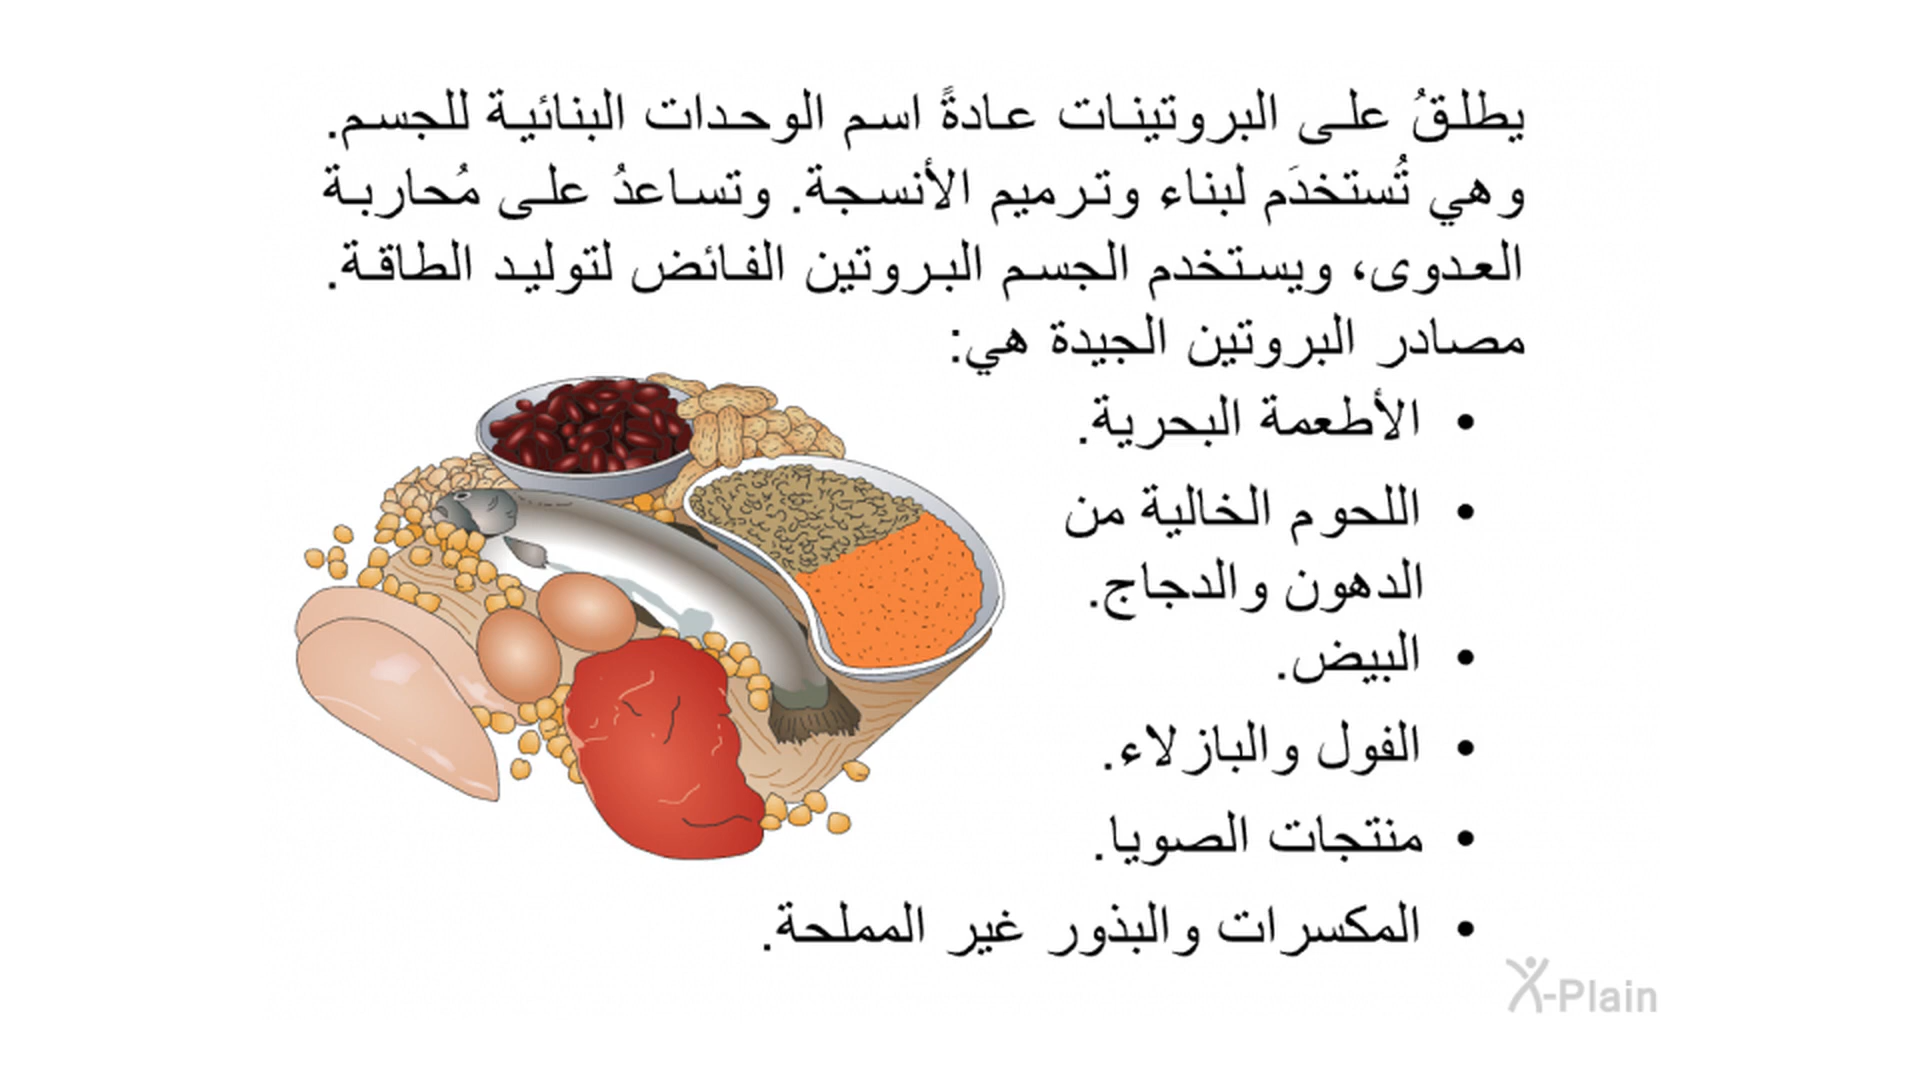 يطلقُ على البروتينات عادةً اسم الوحدات البنائية للجسم.
وهي تُستخدَم لبناء وترميم الأنسجة. وتساعدُ على مُحاربة
العدوى، ويستخدم الجسم البروتين الفائض لتوليد الطاقة.
مصادر البروتين الجيدة هي:
• الأطعمة البحرية.
• اللحوم الخالية من
الدهون والدجاج.
• البيض.
• الفول والبازلاء.
• منتجات الصويا.
• المكسرات والبذور غير المملحة.
X-Plain